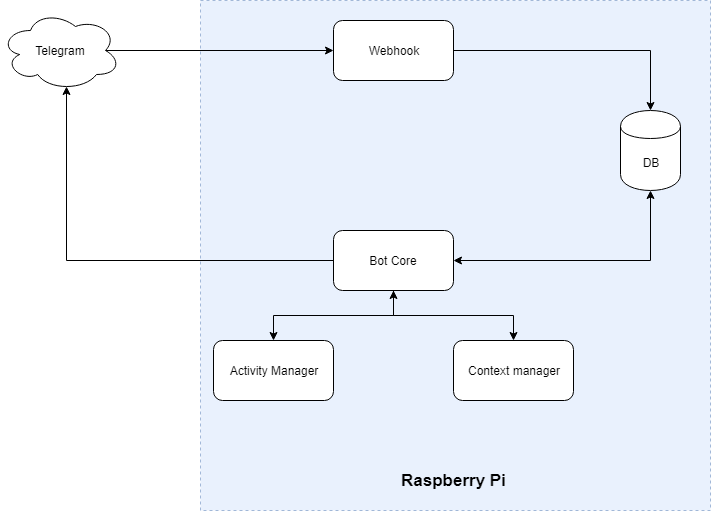 Telegram
Webhook
DB
Bot Core
Activity Manager
Context manager
Raspberry Pi